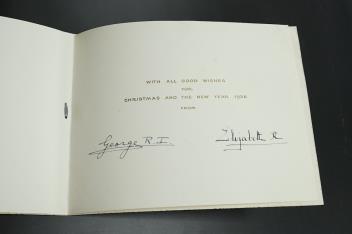 WITH ALL GOOD WISHES
FOR
CHRISTMAS AND THE NEW YEAR 1938
FROM
George R.I. Elizabeth R